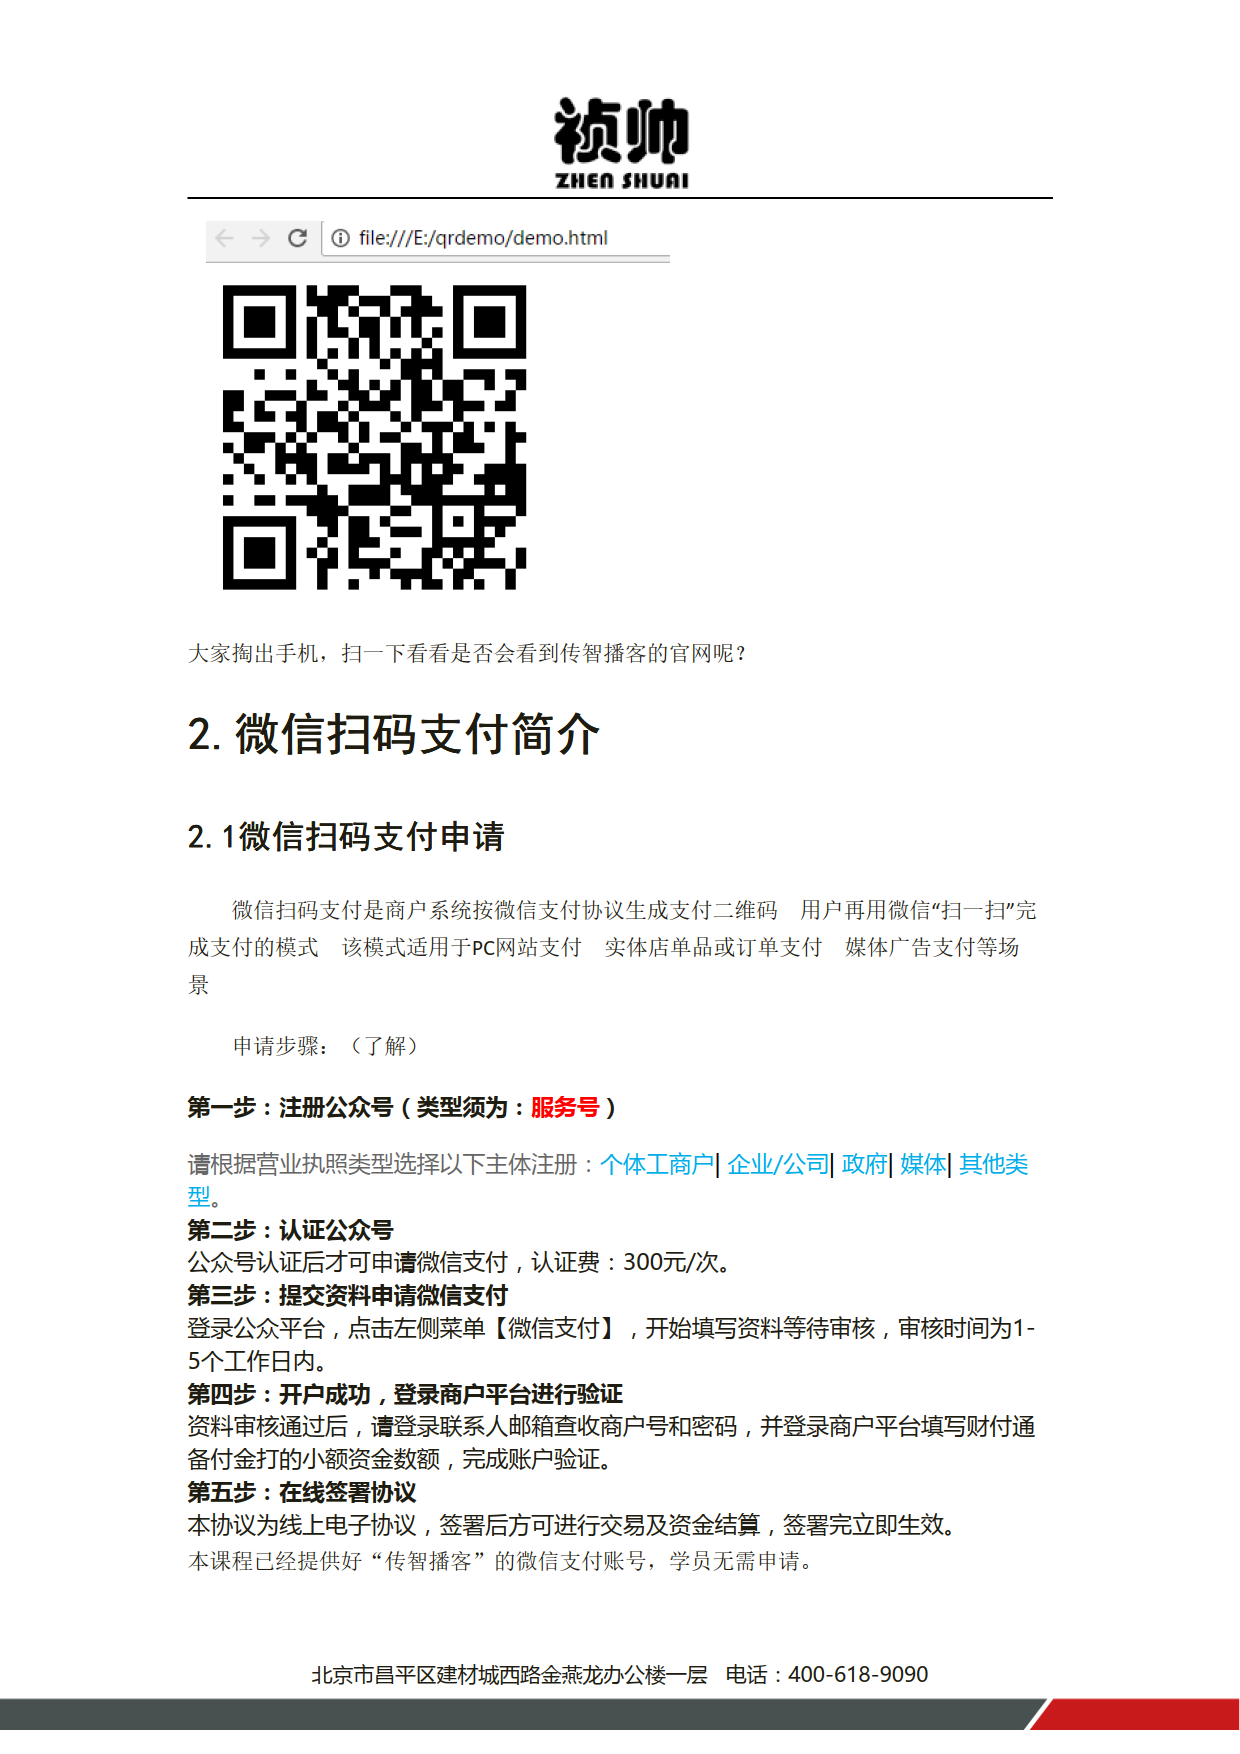 祯帅
ZHEN SHUAI
file:///E:/qrdemo/demo.html
大家掏出手机，扫一下看看是否会看到传智播客的官网呢？
2.微信扫码支付简介
2.1微信扫码支付申请
微信扫码支付是商户系统按微信支付协议生成支付二维码　用户再用微信“扫一扫”完
成支付的模式　该模式适用于PC网站支付　实体店单品或订单支付　媒体广告支付等场
景
申请步骤：（了解）
第一步：注册公众号（类型须为：服务号）
请根据营业执照类型选择以下主体注册：个体工商户| 企业/公司| 政府| 媒体| 其他类
型。
第二步：认证公众号
公众号认证后才可申请微信支付，认证费：300元/次。
第三步：提交资料申请微信支付
登录公众平台，点击左侧菜单【微信支付】，开始填写资料等待审核，审核时间为1-
5个工作日内。
第四步：开户成功，登录商户平台进行验证
资料审核通过后，请登录联系人邮箱查收商户号和密码，并登录商户平台填写财付通
备付金打的小额资金数额，完成账户验证。
第五步：在线签署协议
本协议为线上电子协议，签署后方可进行交易及资金结算，签署完立即生效。
本课程已经提供好“传智播客”的微信支付账号，学员无需申请。
北京市昌平区建材城西路金燕龙办公楼一层 电话：400-618-9090